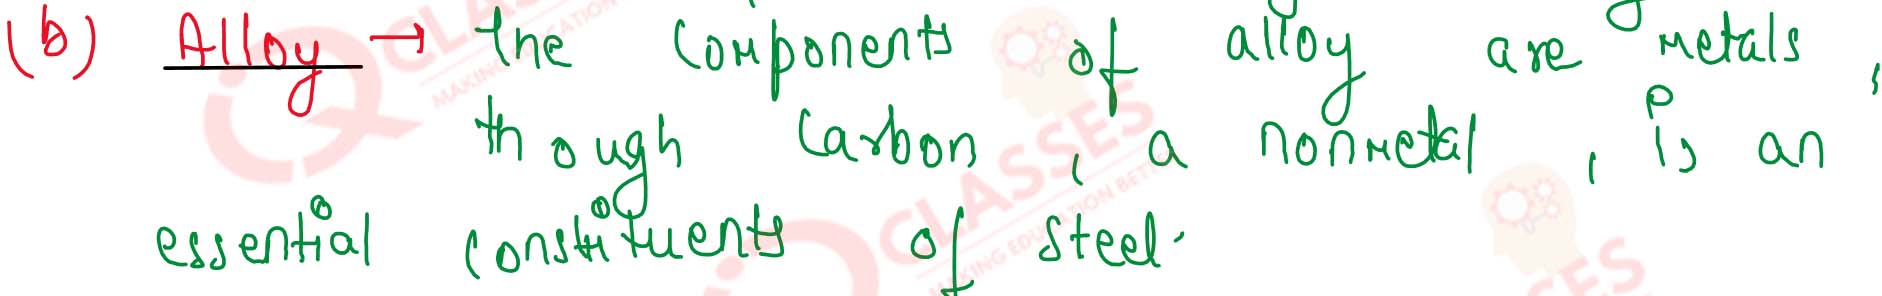 (b) Alloy → The components of alloy are metals,
though carbon, a nonmetal, is an
essential constituents of steel.
CLASSES
MAKING EDUCATION BETTER